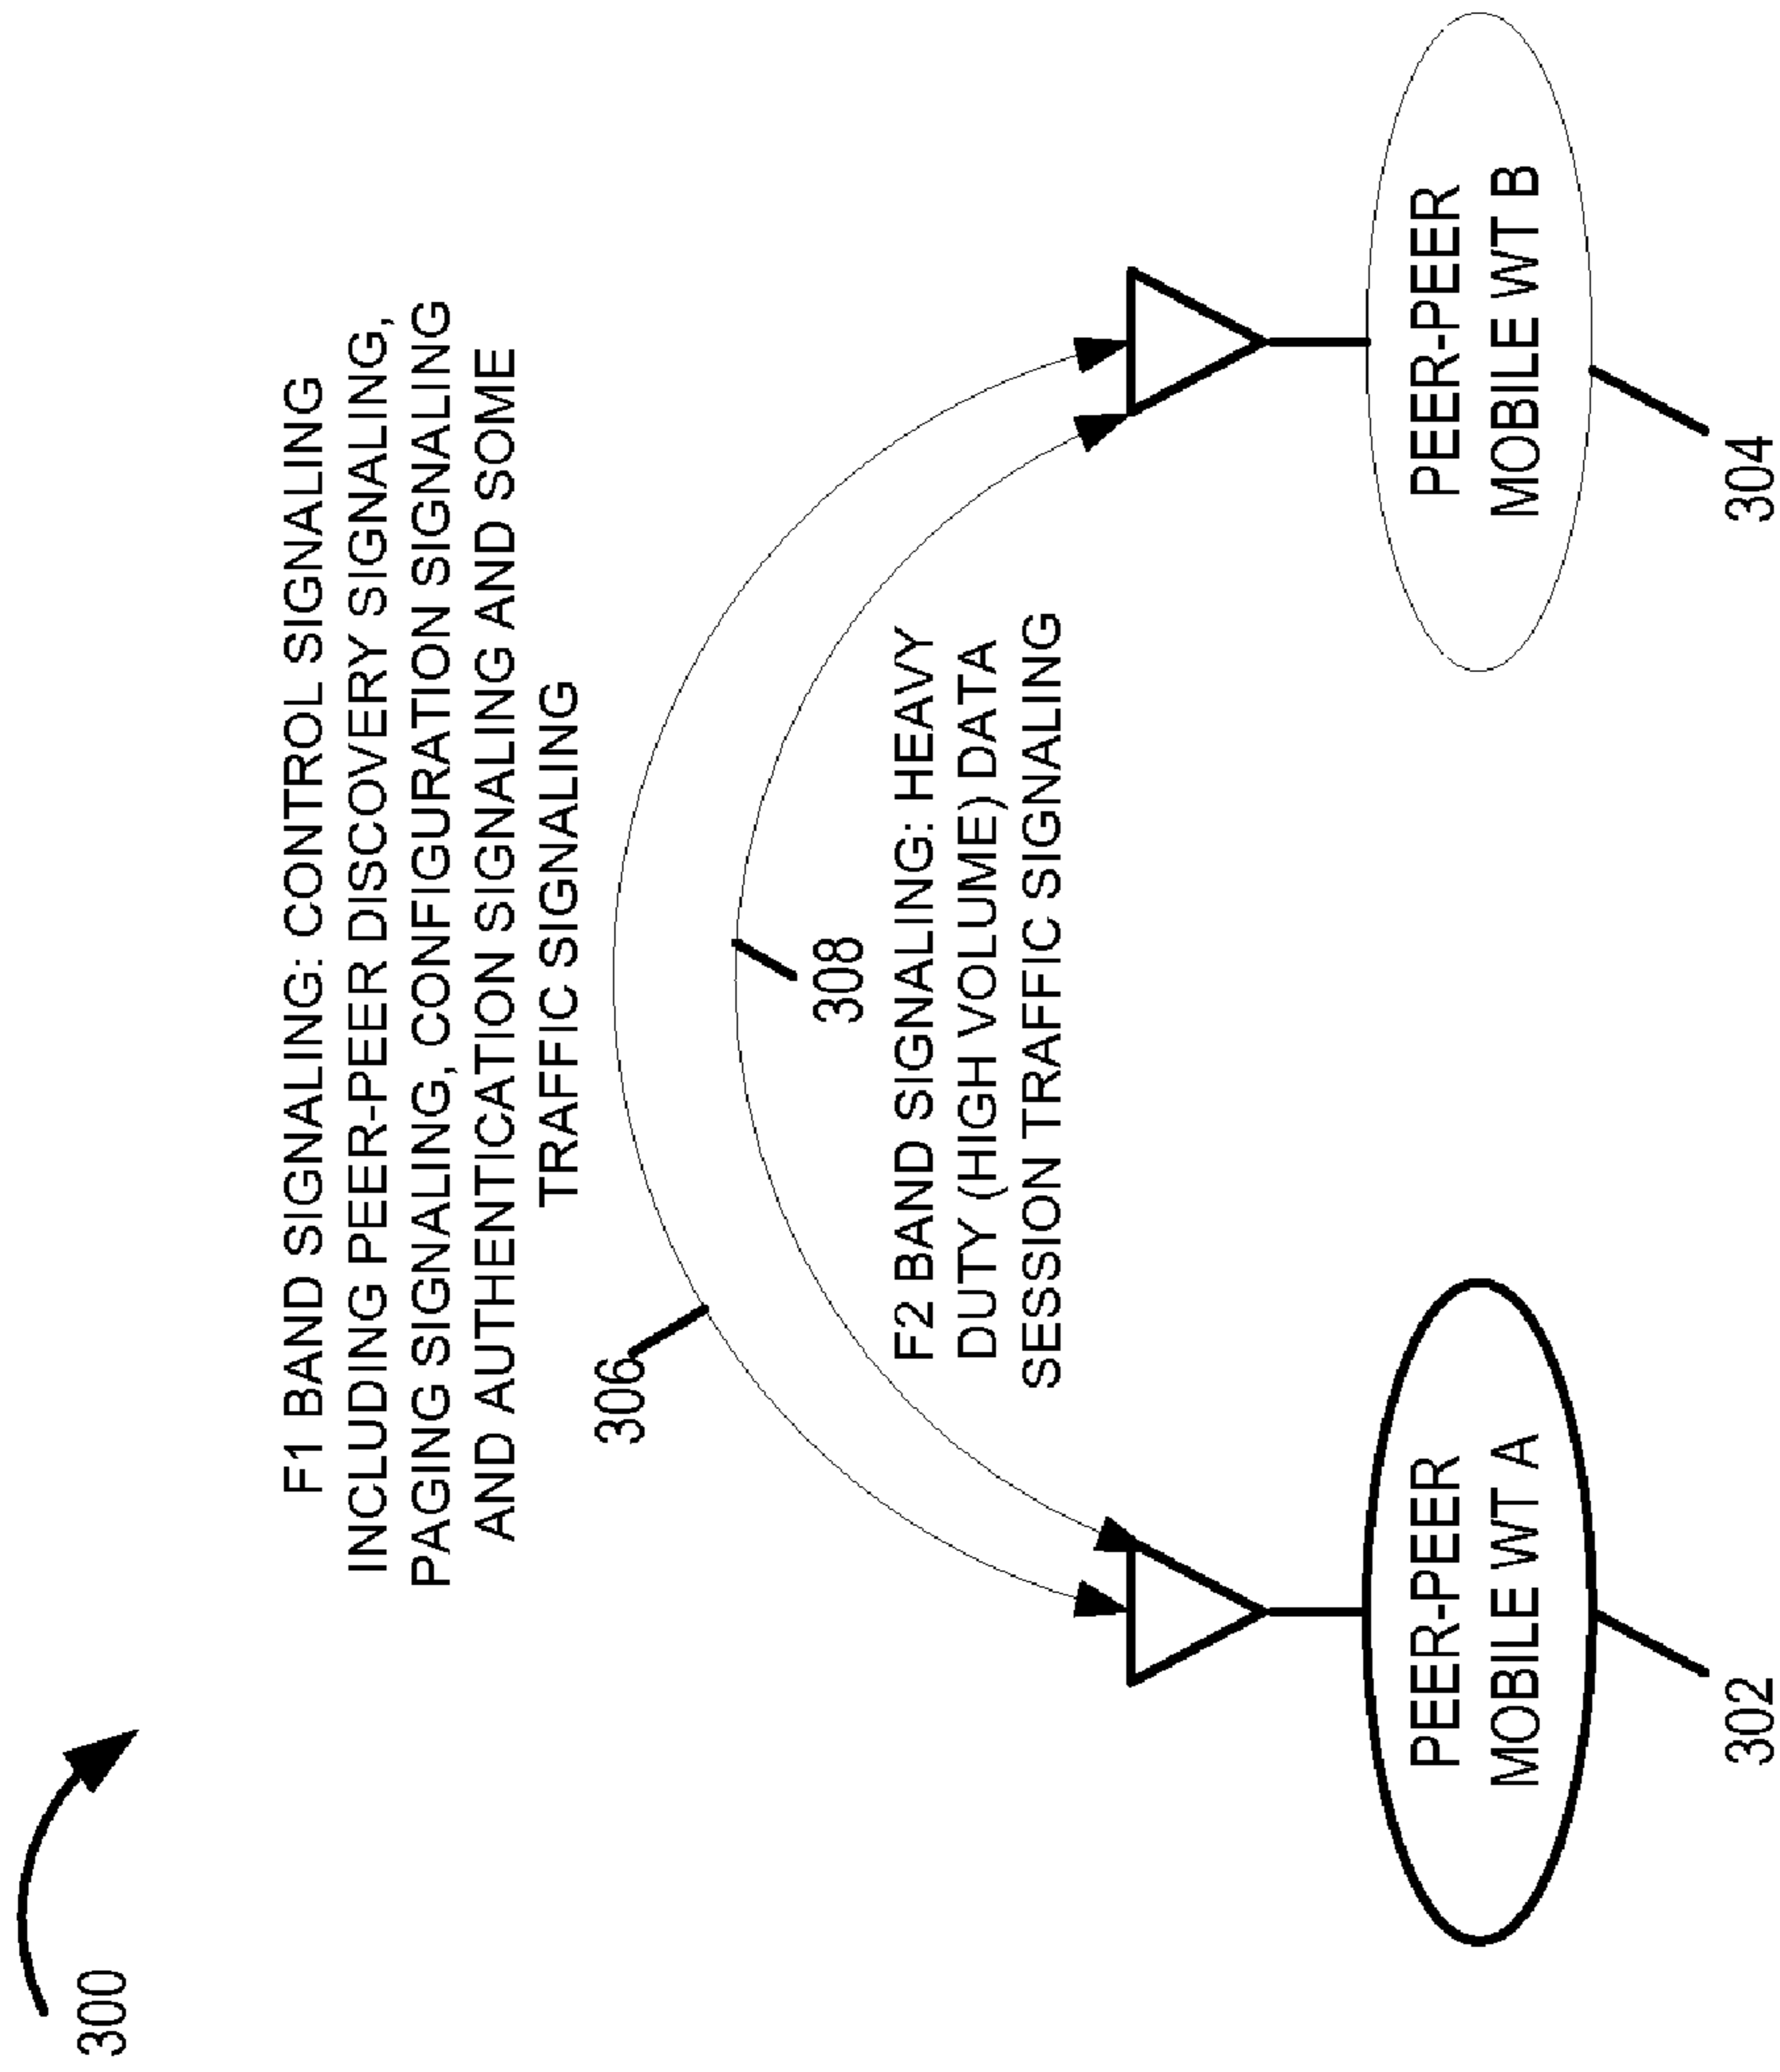 300
F1 BAND SIGNALING: CONTROL SIGNALING
INCLUDING PEER-PEER DISCOVERY SIGNALING,
PAGING SIGNALING, CONFIGURATION SIGNALING
AND AUTHENTICATION SIGNALING AND SOME
TRAFFIC SIGNALING
306
308
F2 BAND SIGNALING: HEAVY
DUTY (HIGH VOLUME) DATA
SESSION TRAFFIC SIGNALING
PEER-PEER
MOBILE WT A
302
PEER-PEER
MOBILE WT B
304